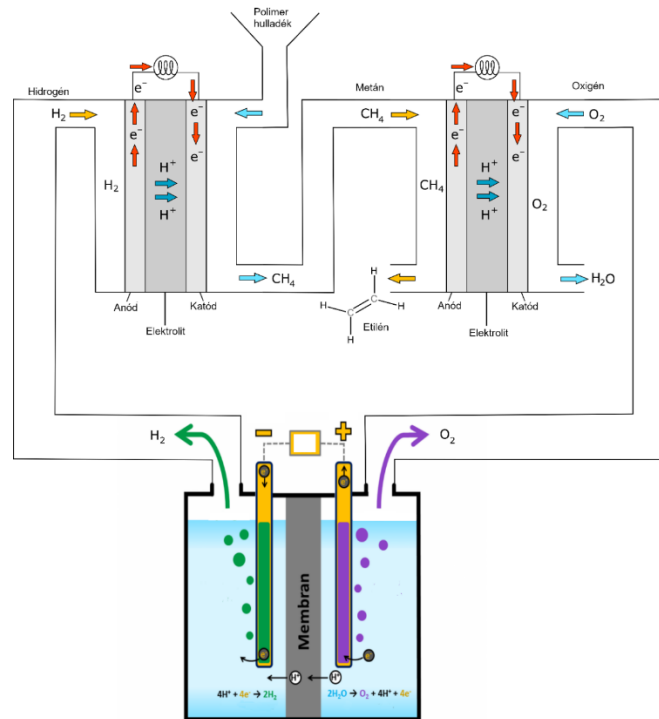 Polimer
hulladék
Hidrogén
Metán
Oxigén
e⁻
e⁻
e⁻
e⁻
H₂
CH₄
O₂
e⁻
e⁻
e⁻
e⁻
H⁺
H⁺
H₂
H⁺
H⁺
CH₄
O₂
CH₄
H₂O
H
H
C
C
H
H
Anód
Katód
Etilén
Anód
Katód
Elektrolit
Elektrolit
H₂
− +
O₂
Membran
H⁺
H⁺
4H⁺ + 4e⁻ → 2H₂
2H₂O → O₂ + 4H⁺ + 4e⁻